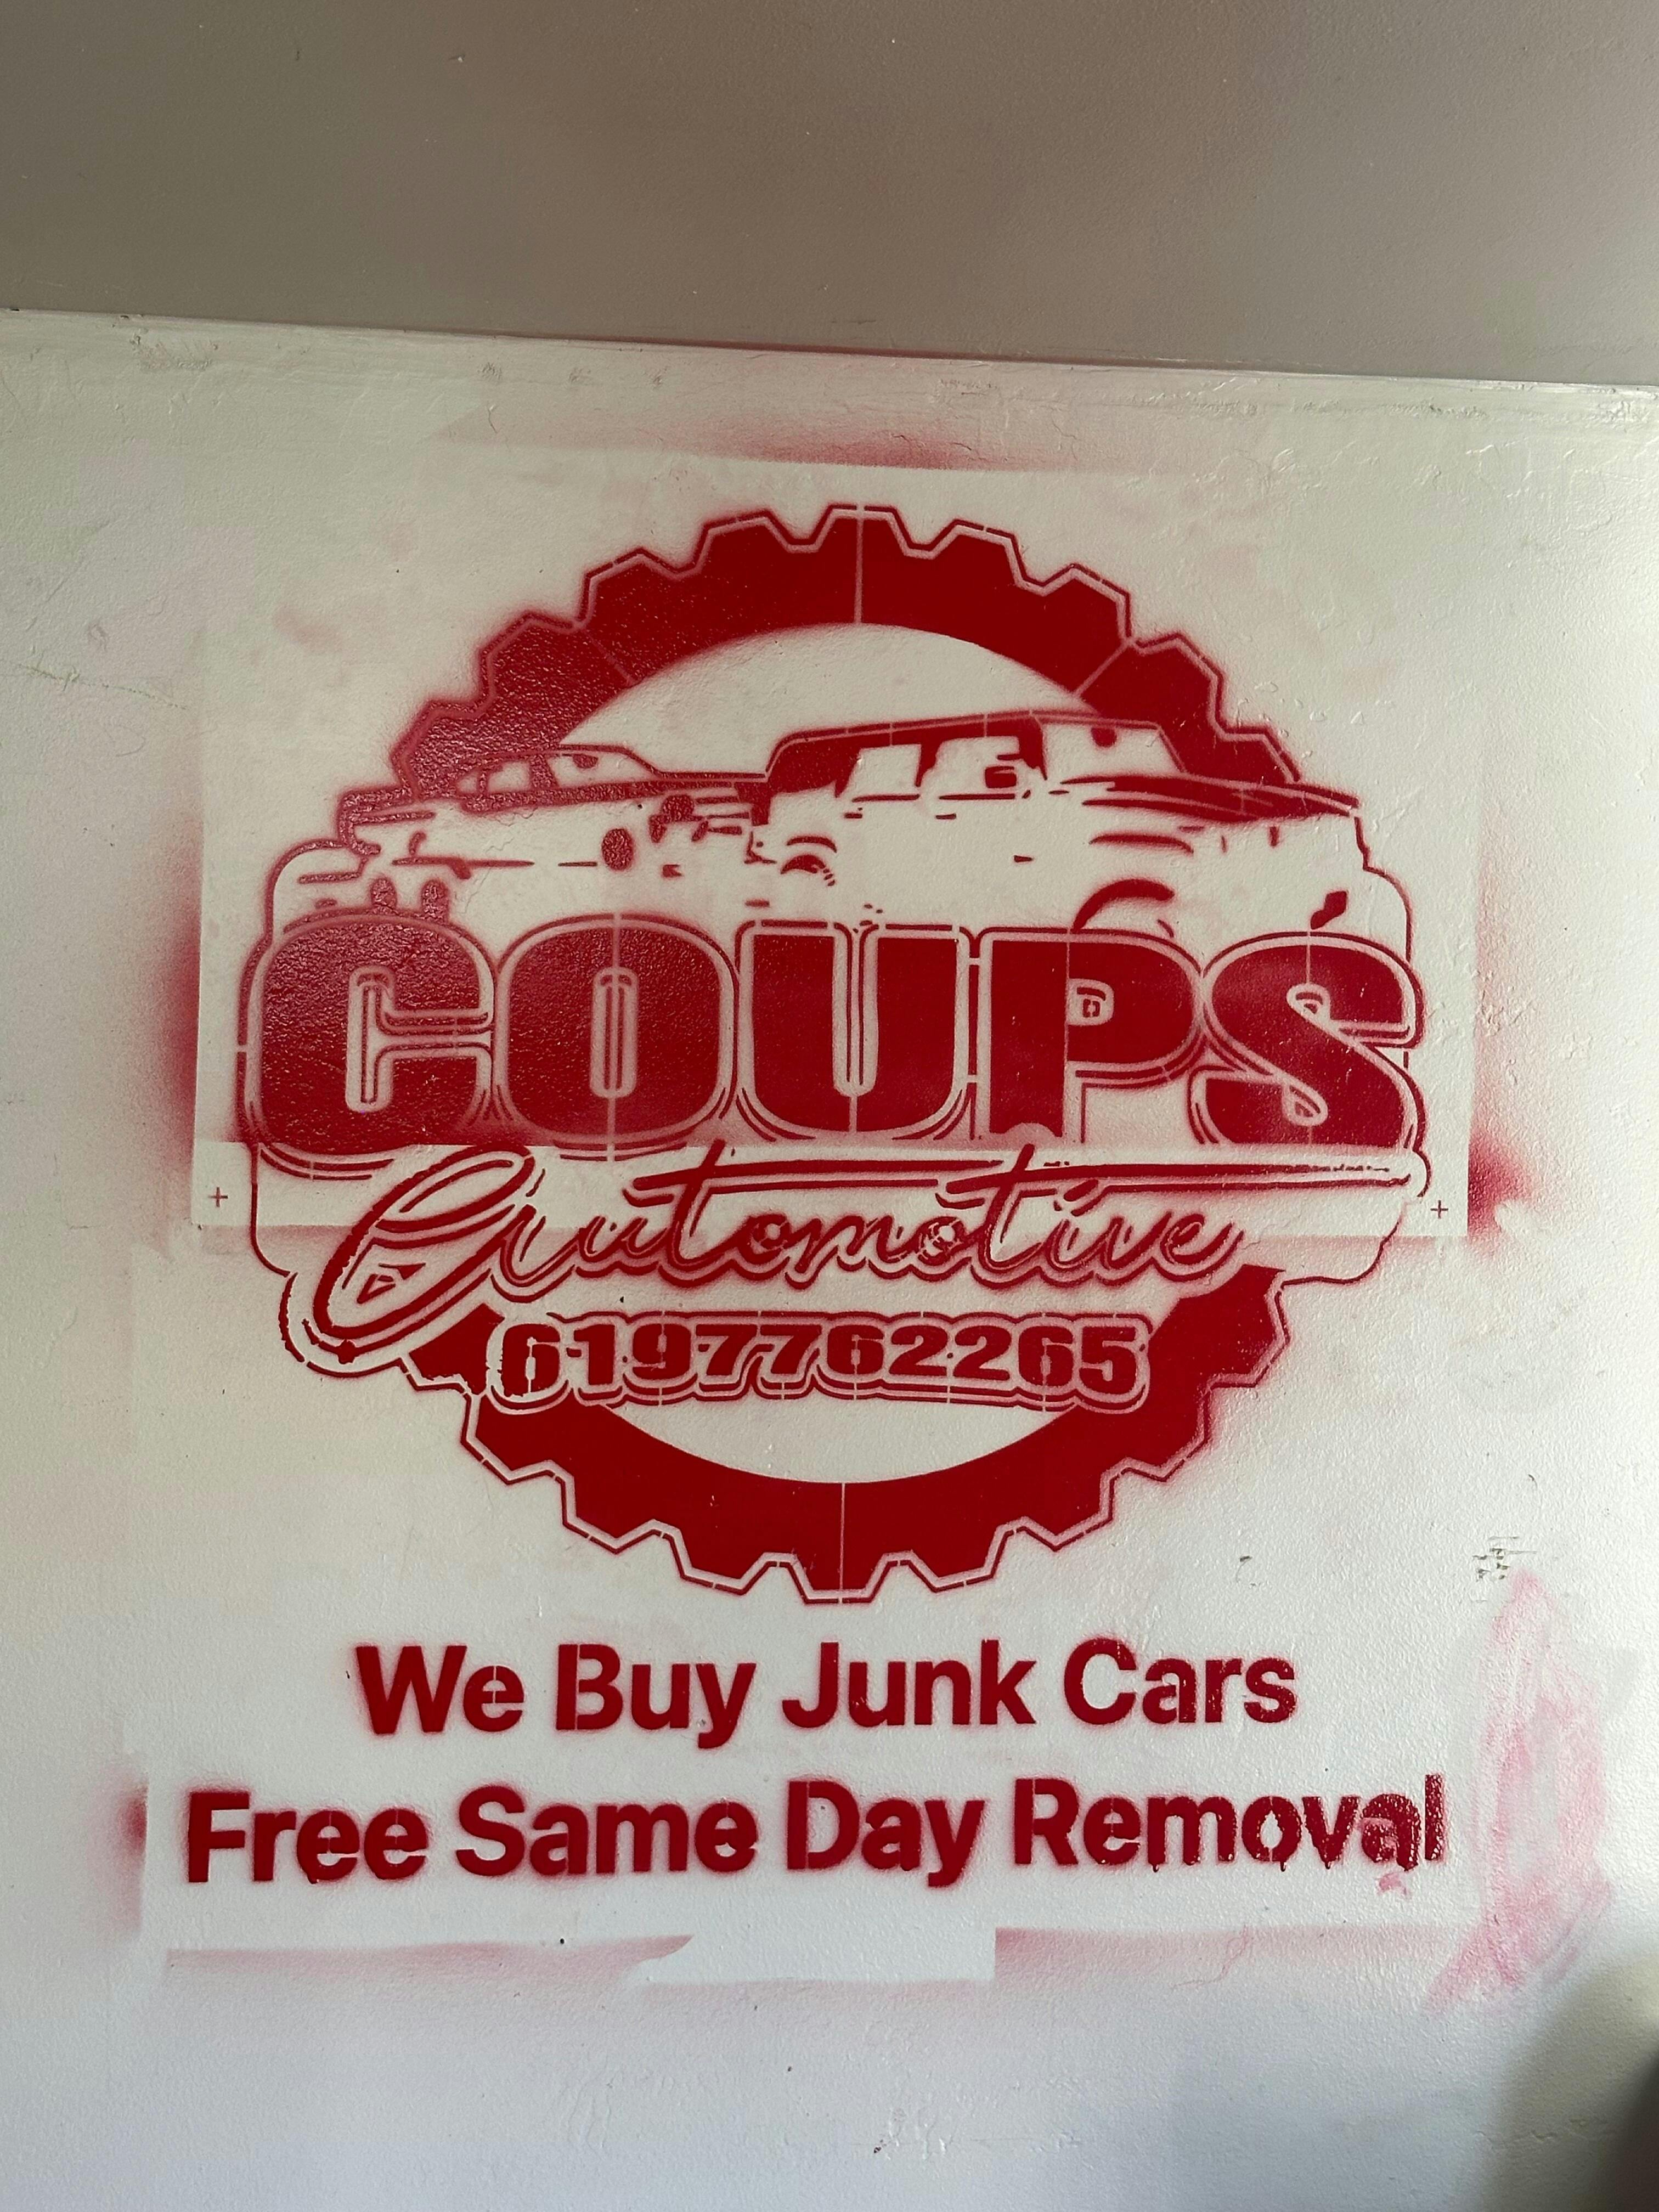 COUPS
Automotive
6197762265
We Buy Junk Cars
Free Same Day Removal